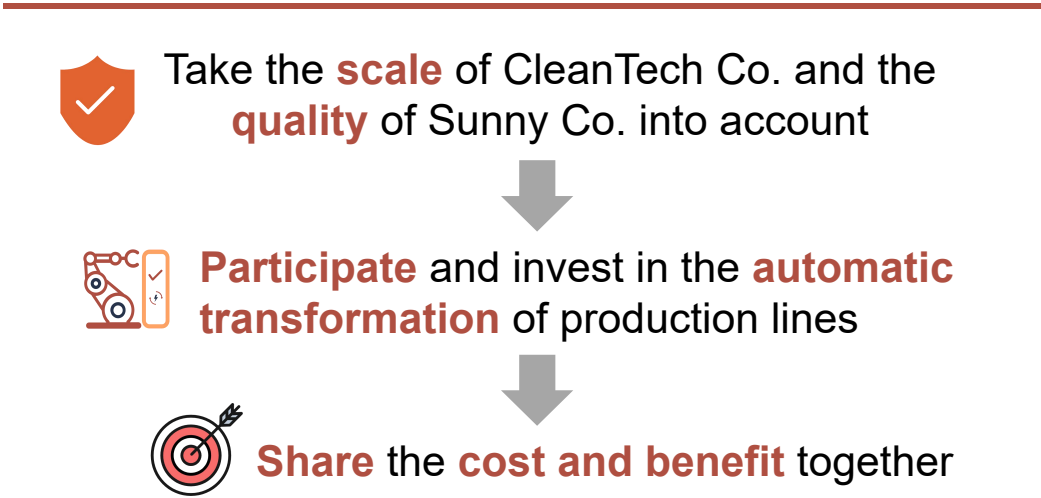 Take the scale of CleanTech Co. and the
quality of Sunny Co. into account
Participate and invest in the automatic
transformation of production lines
Share the cost and benefit together